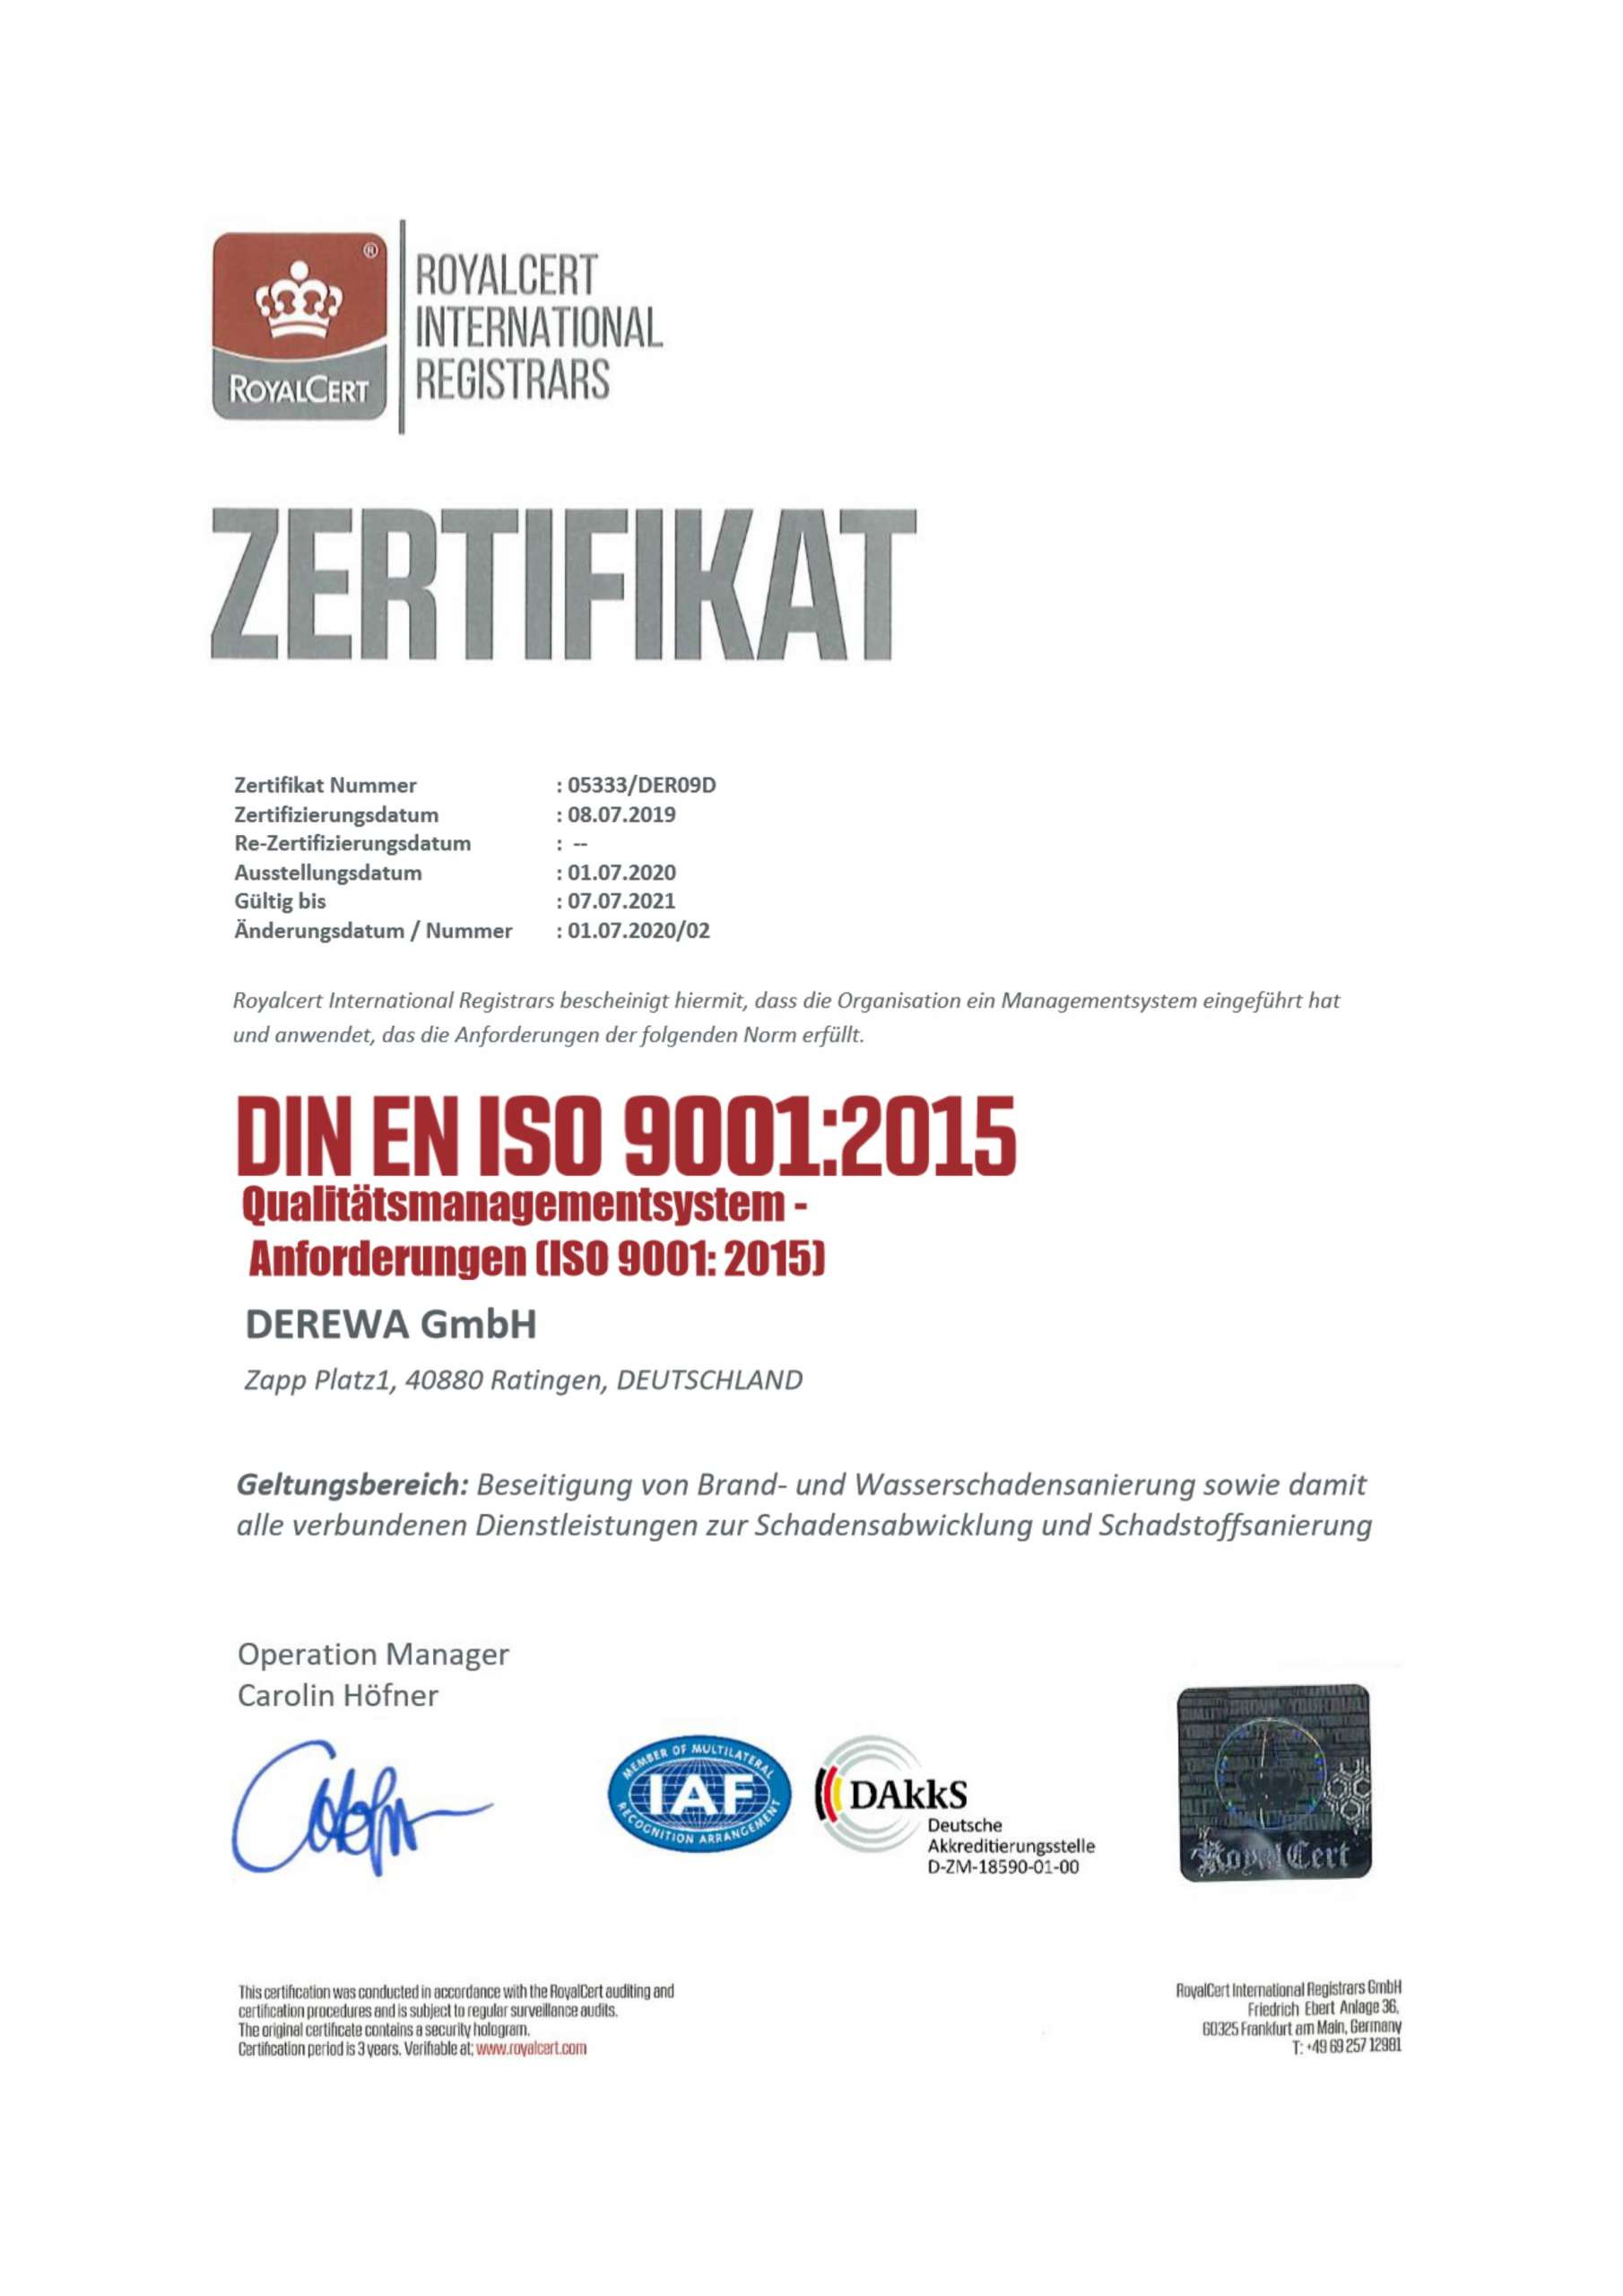 ®
ROYALCERT
ROYALCERT
INTERNATIONAL
REGISTRARS
ZERTIFIKAT
Zertifikat Nummer : 05333/DER09D
Zertifizierungsdatum : 08.07.2019
Re-Zertifizierungsdatum : --
Ausstellungsdatum : 01.07.2020
Gültig bis : 07.07.2021
Änderungsdatum / Nummer : 01.07.2020/02
Royalcert International Registrars bescheinigt hiermit, dass die Organisation ein Managementsystem eingeführt hat
und anwendet, das die Anforderungen der folgenden Norm erfüllt.
DIN EN ISO 9001:2015
Qualitätsmanagementsystem -
Anforderungen (ISO 9001: 2015)
DEREWA GmbH
Zapp Platz1, 40880 Ratingen, DEUTSCHLAND
Geltungsbereich: Beseitigung von Brand- und Wasserschadensanierung sowie damit
alle verbundenen Dienstleistungen zur Schadensabwicklung und Schadstoffsanierung
Operation Manager
Carolin Höfner
MEMBER OF MULTILATERAL
IAF
RECOGNITION ARRANGEMENT
DAkkS
Deutsche
Akkreditierungsstelle
D-ZM-18590-01-00
RoyalCert
This certification was conducted in accordance with the RoyalCert auditing and
certification procedures and is subject to regular surveillance audits.
The original certificate contains a security hologram.
Certification period is 3 years. Verifiable at: www.royalcert.com
RoyalCert International Registrars GmbH
Friedrich Ebert Anlage 36,
60325 Frankfurt am Main, Germany
T: +49 69 257 12981